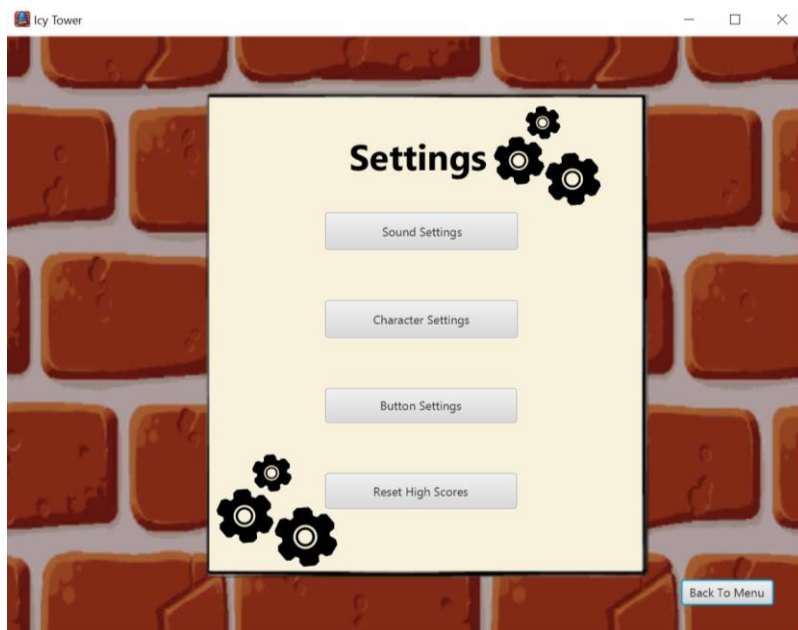 Icy Tower
Settings
Sound Settings
Character Settings
Button Settings
Reset High Scores
Back To Menu